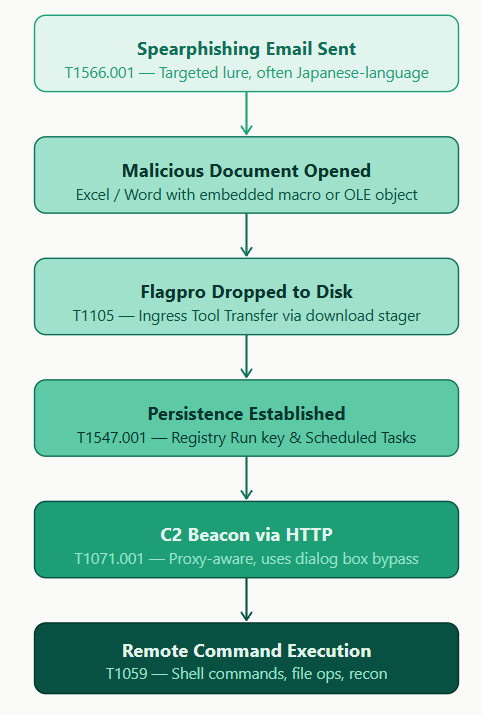 Spearphishing Email Sent
T1566.001 — Targeted lure, often Japanese-language
Malicious Document Opened
Excel / Word with embedded macro or OLE object
Flagpro Dropped to Disk
T1105 — Ingress Tool Transfer via download stager
Persistence Established
T1547.001 — Registry Run key & Scheduled Tasks
C2 Beacon via HTTP
T1071.001 — Proxy-aware, uses dialog box bypass
Remote Command Execution
T1059 — Shell commands, file ops, recon